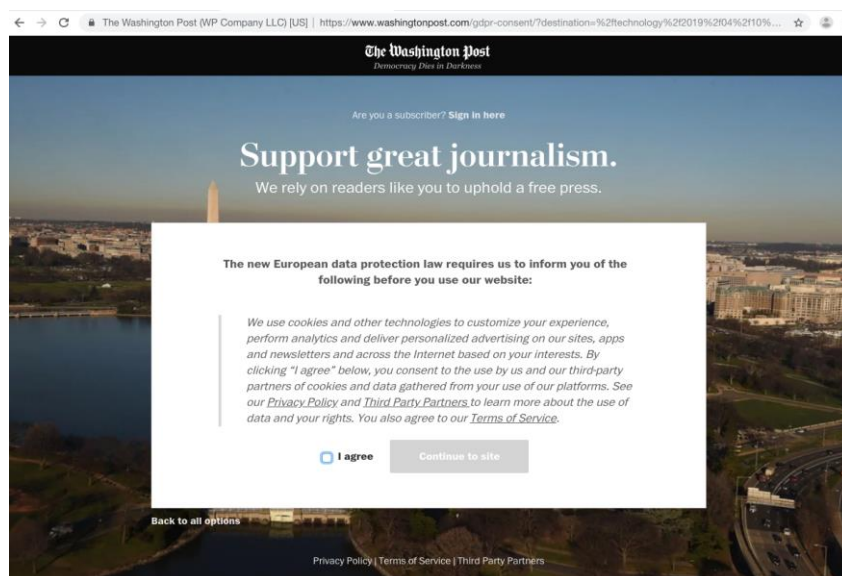 The Washington Post (WP Company LLC) [US] | https://www.washingtonpost.com/gdpr-consent/?destination=%2ftechnology%2f2019%2f04%2f10%...
The Washington Post
Democracy Dies in Darkness
Are you a subscriber? Sign in here
Support great journalism.
We rely on readers like you to uphold a free press.
The new European data protection law requires us to inform you of the
following before you use our website:
We use cookies and other technologies to customize your experience,
perform analytics and deliver personalized advertising on our sites, apps
and newsletters and across the Internet based on your interests. By
clicking “I agree” below, you consent to the use by us and our third-party
partners of cookies and data gathered from your use of our platforms. See
our Privacy Policy and Third Party Partners to learn more about the use of
data and your rights. You also agree to our Terms of Service.
I agree Continue to site
Back to all options
Privacy Policy | Terms of Service | Third Party Partners